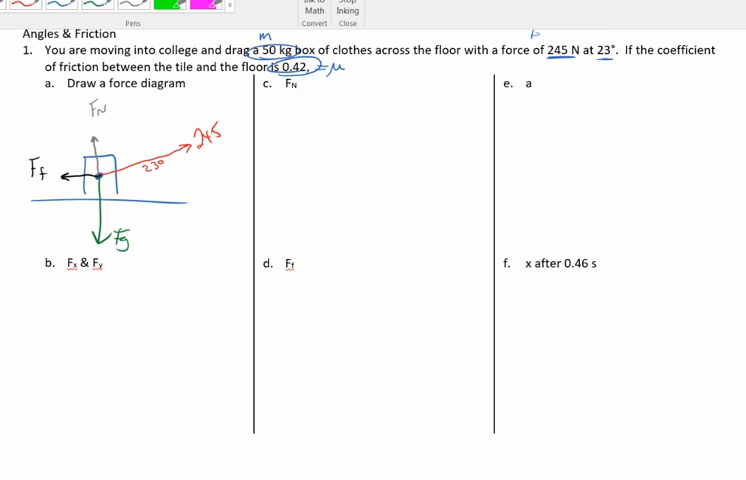 Ink to Stop
Math Inking
Pens Convert Close
Angles & Friction m F
1. You are moving into college and drag a 50 kg box of clothes across the floor with a force of 245 N at 23°. If the coefficient
of friction between the tile and the floor is 0.42, = μ
a. Draw a force diagram c. FN e. a
FN
245
23°
Ff
Fg
b. Fx & Fy d. Ff f. x after 0.46 s